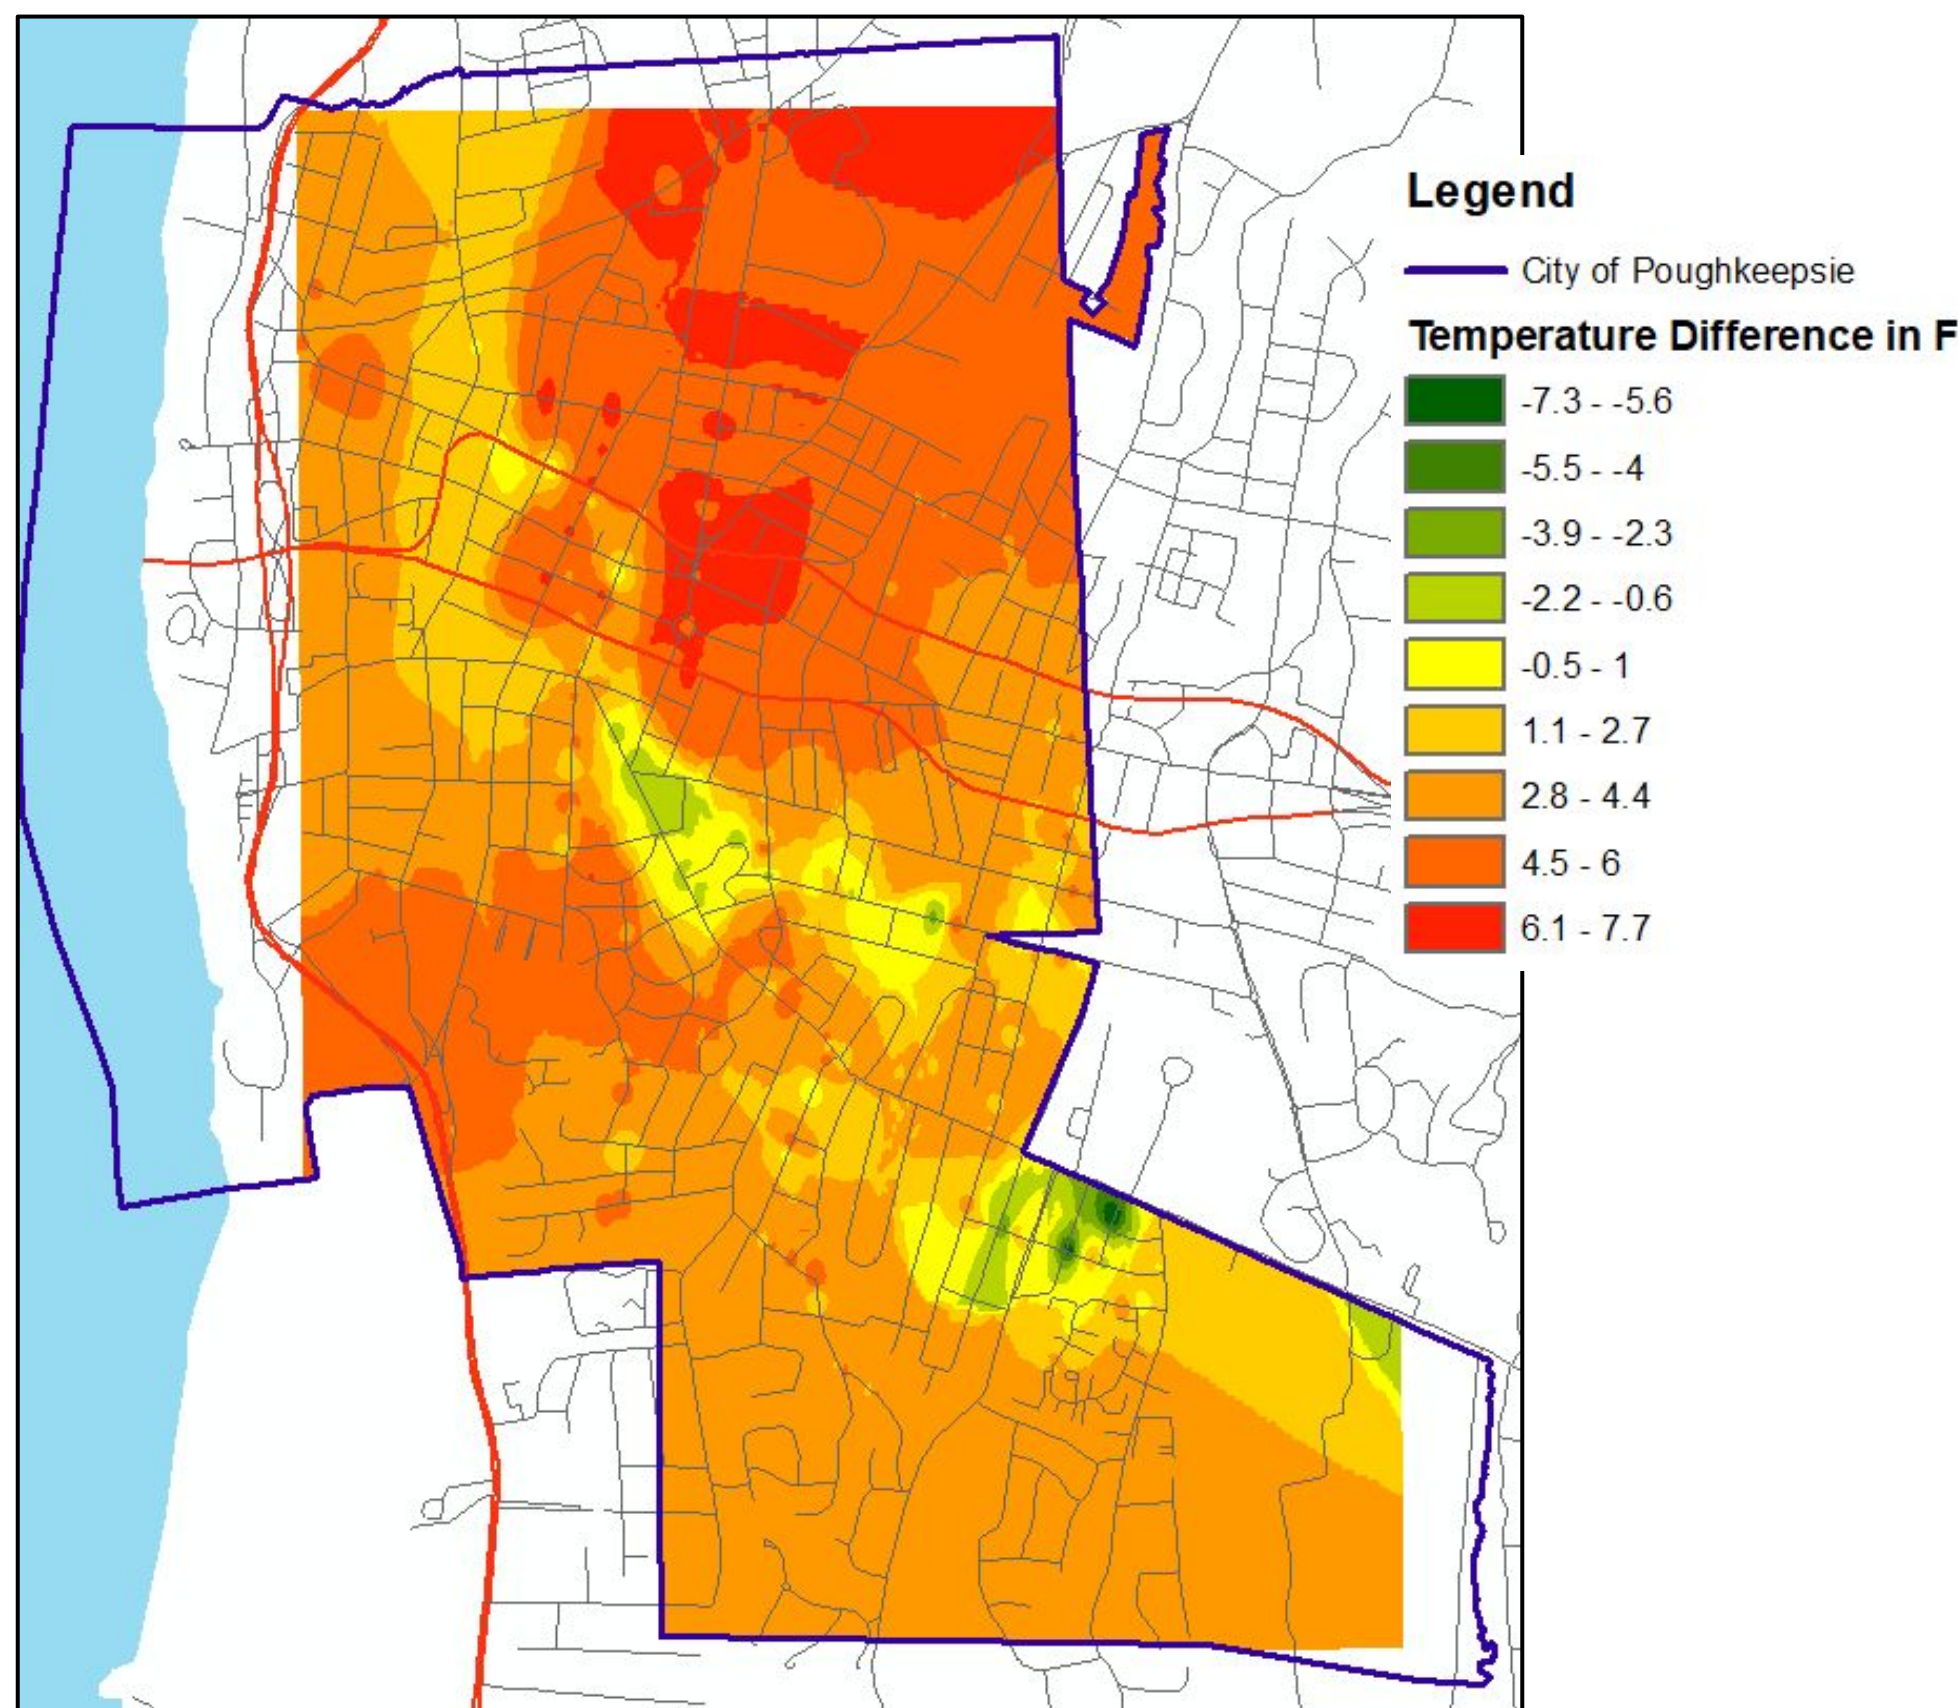 Legend
City of Poughkeepsie
Temperature Difference in F
-7.3 - -5.6
-5.5 - -4
-3.9 - -2.3
-2.2 - -0.6
-0.5 - 1
1.1 - 2.7
2.8 - 4.4
4.5 - 6
6.1 - 7.7